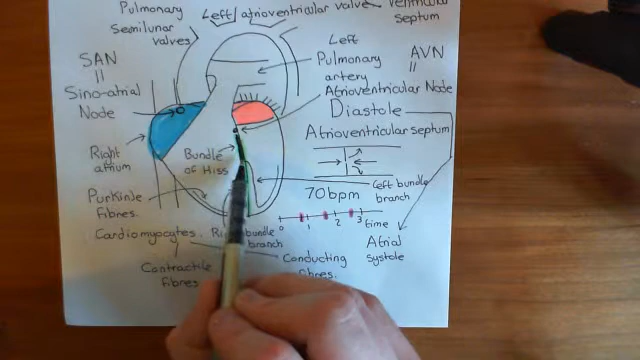 Pulmonary
Semilunar
valves
Left/atrioventricular valve
Ventricular
Septum
SAN
=
Sino-atrial
Node
Left
Pulmonary
artery
AVN
=
Atrioventricular Node
Diastole
Atrioventricular septum
Right
atrium
Bundle
of Hiss
Purkinje
Fibres.
70bpm
Left bundle
branch
0 1 2 3 time
Cardiomyocytes.
Right bundle
branch
Atrial
systole
Contractile
fibres
Conducting
fibres.